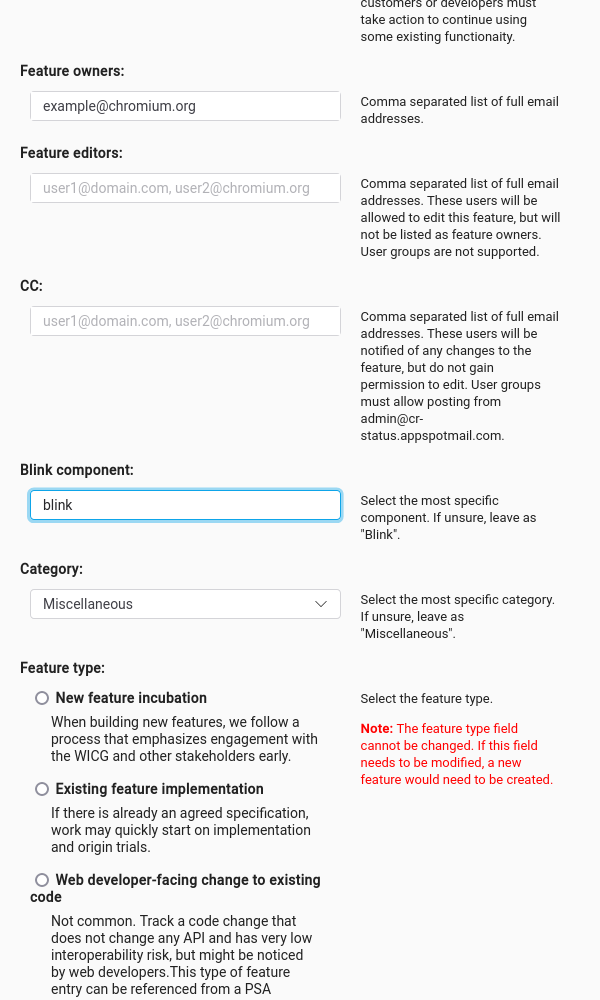 customers or developers must
take action to continue using
some existing functionaity.
Feature owners:
example@chromium.org
Comma separated list of full email
addresses.
Feature editors:
user1@domain.com, user2@chromium.org
Comma separated list of full email
addresses. These users will be
allowed to edit this feature, but will
not be listed as feature owners.
User groups are not supported.
CC:
user1@domain.com, user2@chromium.org
Comma separated list of full email
addresses. These users will be
notified of any changes to the
feature, but do not gain
permission to edit. User groups
must allow posting from
admin@cr-
status.appspotmail.com.
Blink component:
blink
Select the most specific
component. If unsure, leave as
"Blink".
Category:
Miscellaneous
Select the most specific category.
If unsure, leave as
"Miscellaneous".
Feature type:
New feature incubation
When building new features, we follow a
process that emphasizes engagement with
the WICG and other stakeholders early.
Existing feature implementation
If there is already an agreed specification,
work may quickly start on implementation
and origin trials.
Web developer-facing change to existing
code
Not common. Track a code change that
does not change any API and has very low
interoperability risk, but might be noticed
by web developers.This type of feature
entry can be referenced from a PSA
Select the feature type.
Note: The feature type field
cannot be changed. If this field
needs to be modified, a new
feature would need to be created.